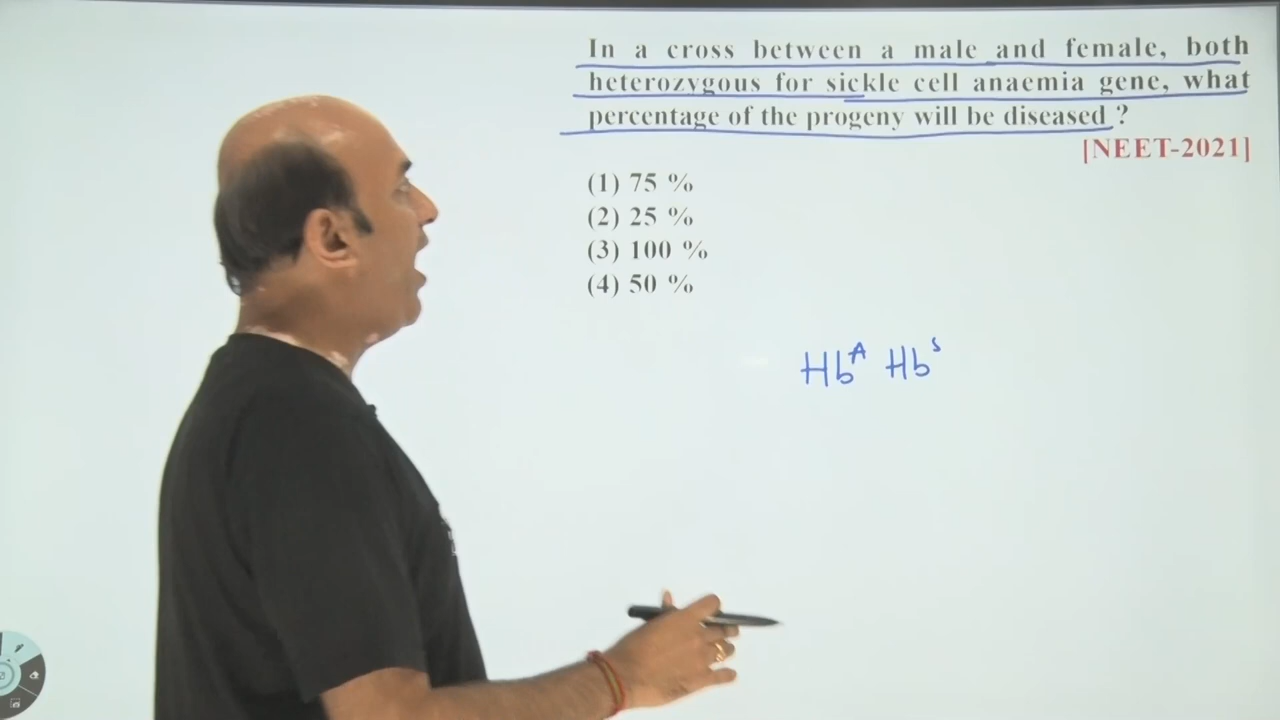 In a cross between a male and female, both
heterozygous for sickle cell anaemia gene, what
percentage of the progeny will be diseased ?
[NEET-2021]
(1) 75 %
(2) 25 %
(3) 100 %
(4) 50 %
Hb^A Hb^s